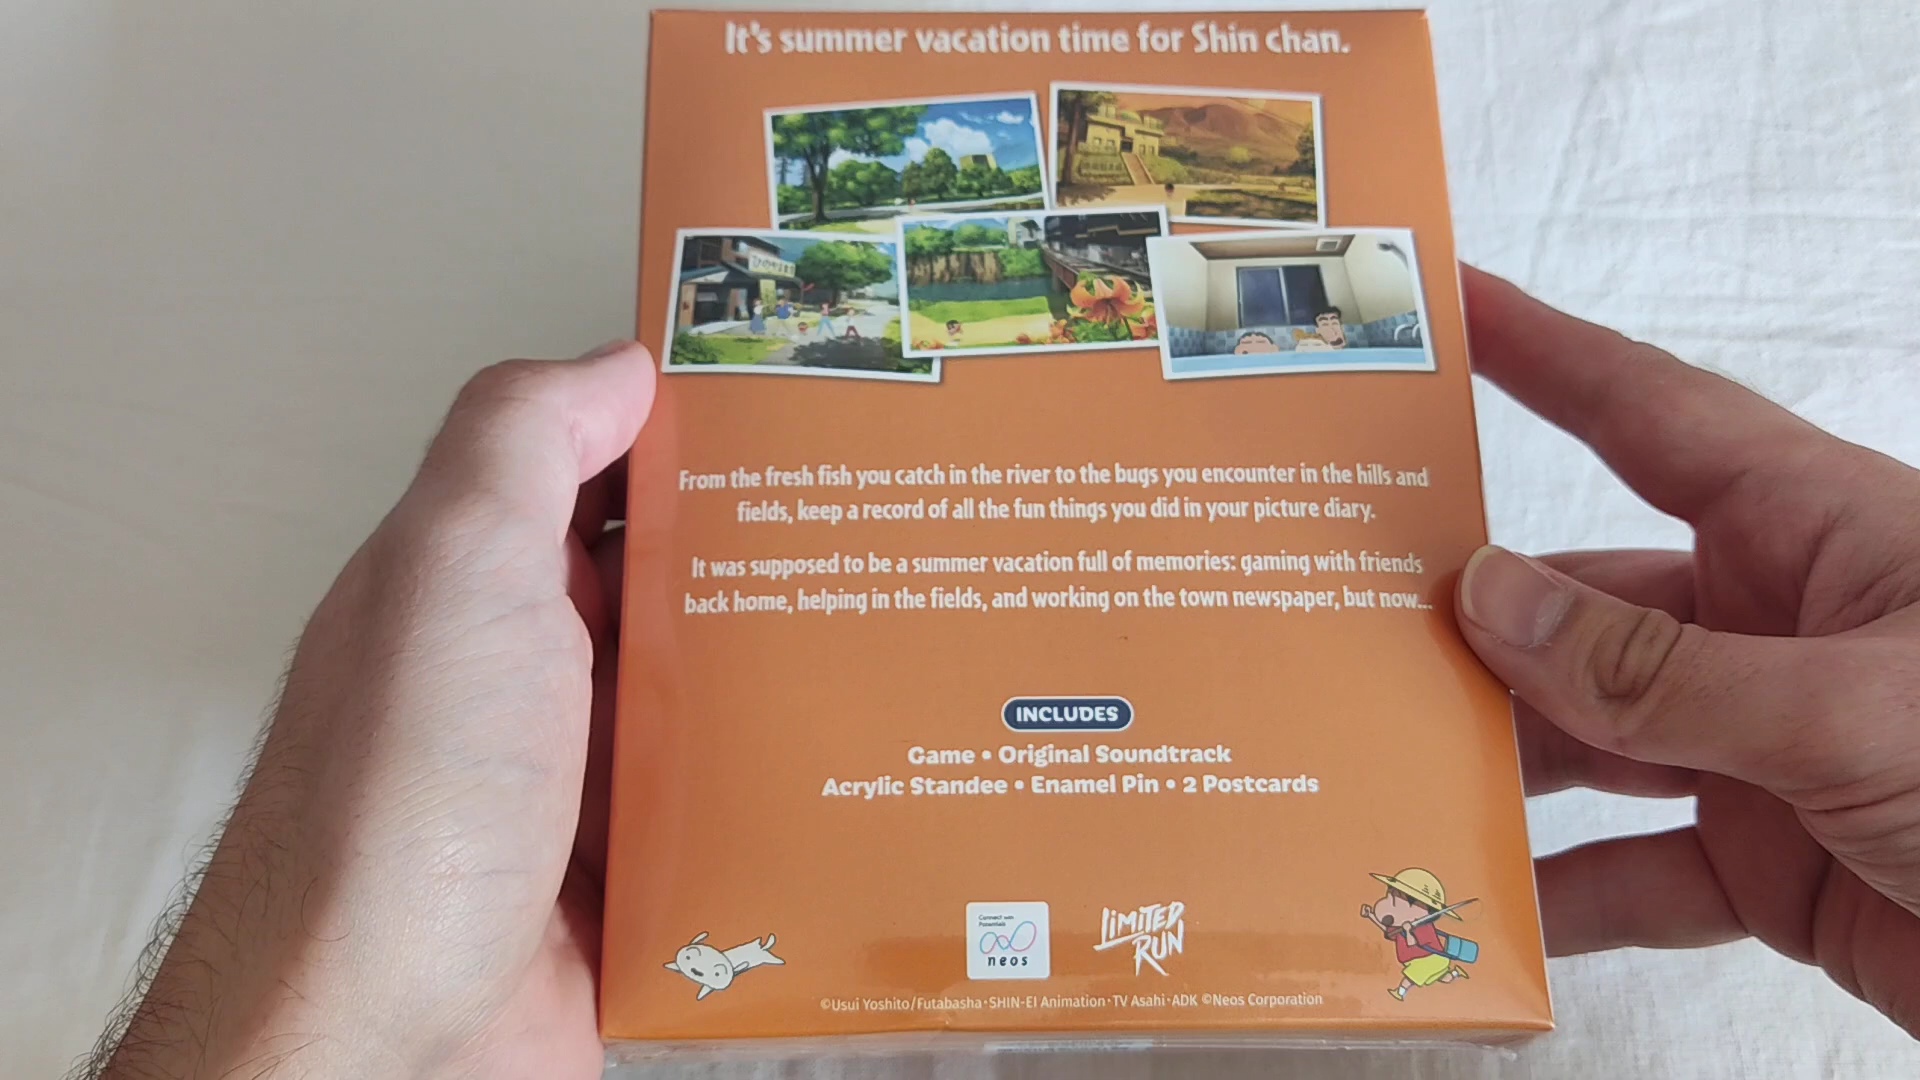 It's summer vacation time for Shin chan.
From the fresh fish you catch in the river to the bugs you encounter in the hills and
fields, keep a record of all the fun things you did in your picture diary.
It was supposed to be a summer vacation full of memories: gaming with friends
back home, helping in the fields, and working on the town newspaper, but now...
INCLUDES
Game • Original Soundtrack
Acrylic Standee • Enamel Pin • 2 Postcards
Connect with
Potentials
neos
LIMITED
RUN
©Usui Yoshito/Futabasha•SHIN-EI Animation•TV Asahi•ADK ©Neos Corporation